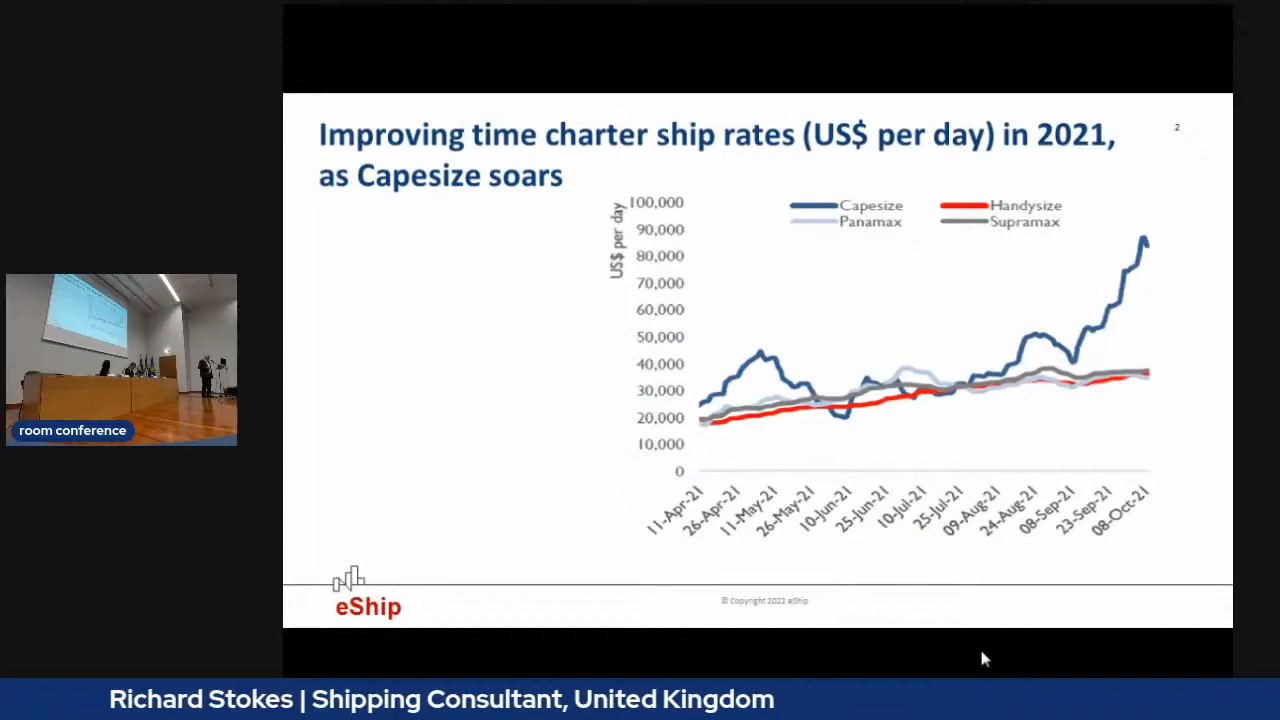 Improving time charter ship rates (US$ per day) in 2021,
as Capesize soars
2
US$ per day
100,000
90,000
80,000
70,000
60,000
50,000
40,000
30,000
20,000
10,000
0
Capesize
Handysize
Panamax
Supramax
11-Apr-21
26-Apr-21
11-May-21
26-May-21
10-Jun-21
25-Jun-21
10-Jul-21
25-Jul-21
09-Aug-21
24-Aug-21
08-Sep-21
23-Sep-21
08-Oct-21
room conference
eShip
© Copyright 2022 eShip
Richard Stokes | Shipping Consultant, United Kingdom